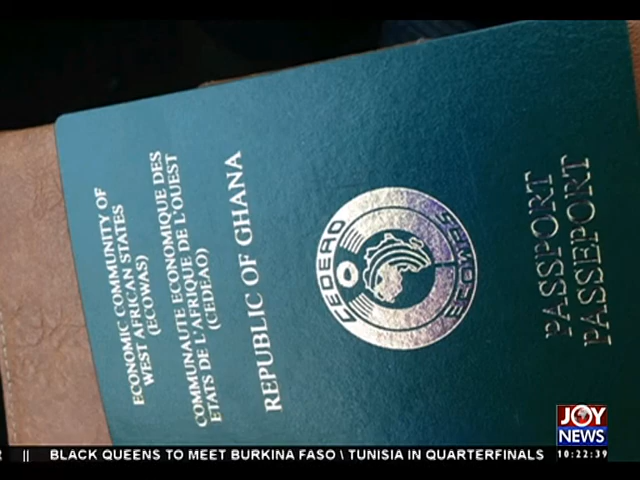 ECONOMIC COMMUNITY OF
WEST AFRICAN STATES
(ECOWAS)
COMMUNAUTE ECONOMIQUE DES
ETATS DE L'AFRIQUE DE L'OUEST
(CEDEAO)
REPUBLIC OF GHANA
CEDEAO
ECOWAS
PASSPORT
PASSEPORT
JOY
NEWS
|| BLACK QUEENS TO MEET BURKINA FASO \ TUNISIA IN QUARTERFINALS
10:22:39